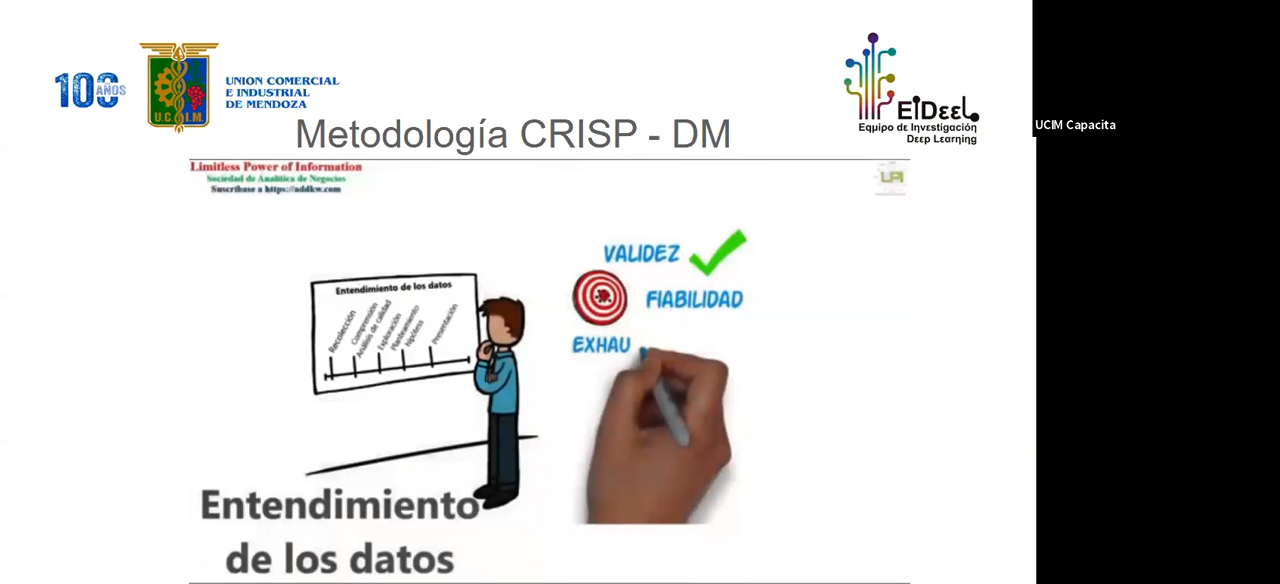 100 AÑOS
U.C. I.M.
UNION COMERCIAL
E INDUSTRIAL
DE MENDOZA
EIDeeL
Equipo de Investigación
Deep Learning
UCIM Capacita
Metodología CRISP - DM
Limitless Power of Information
Sociedad de Analítica de Negocios
Suscríbase a https://addkw.com
LPI
VALIDEZ
Entendimiento de los datos
FIABILIDAD
Recolección
Comprensión
Análisis de calidad
Exploración
Planteamiento
hipótesis
Presentación
EXHAU
Entendimiento
de los datos